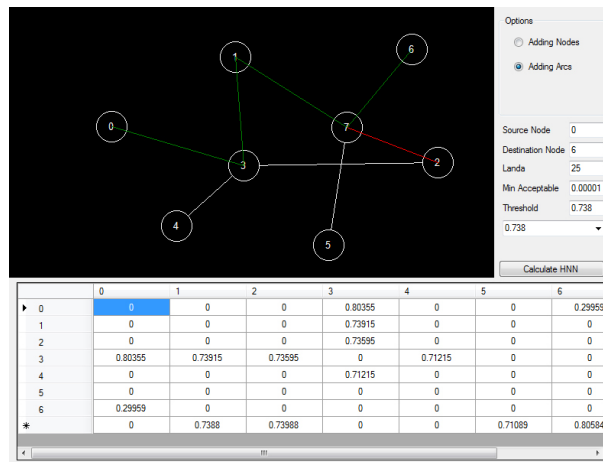 Options
Adding Nodes
Adding Arcs
1
6
0
7
3
2
4
5
Source Node 0
Destination Node 6
Landa 25
Min Acceptable 0.00001
Threshold 0.738
0.738
Calculate HNN
0 1 2 3 4 5 6
0 0 0 0 0.80355 0 0 0.29959
1 0 0 0 0.73915 0 0 0
2 0 0 0 0.73595 0 0 0
3 0.80355 0.73915 0.73595 0 0.71215 0 0
4 0 0 0 0.71215 0 0 0
5 0 0 0 0 0 0 0
6 0.29959 0 0 0 0 0 0
* 0 0.7388 0.73988 0 0 0.71089 0.80584